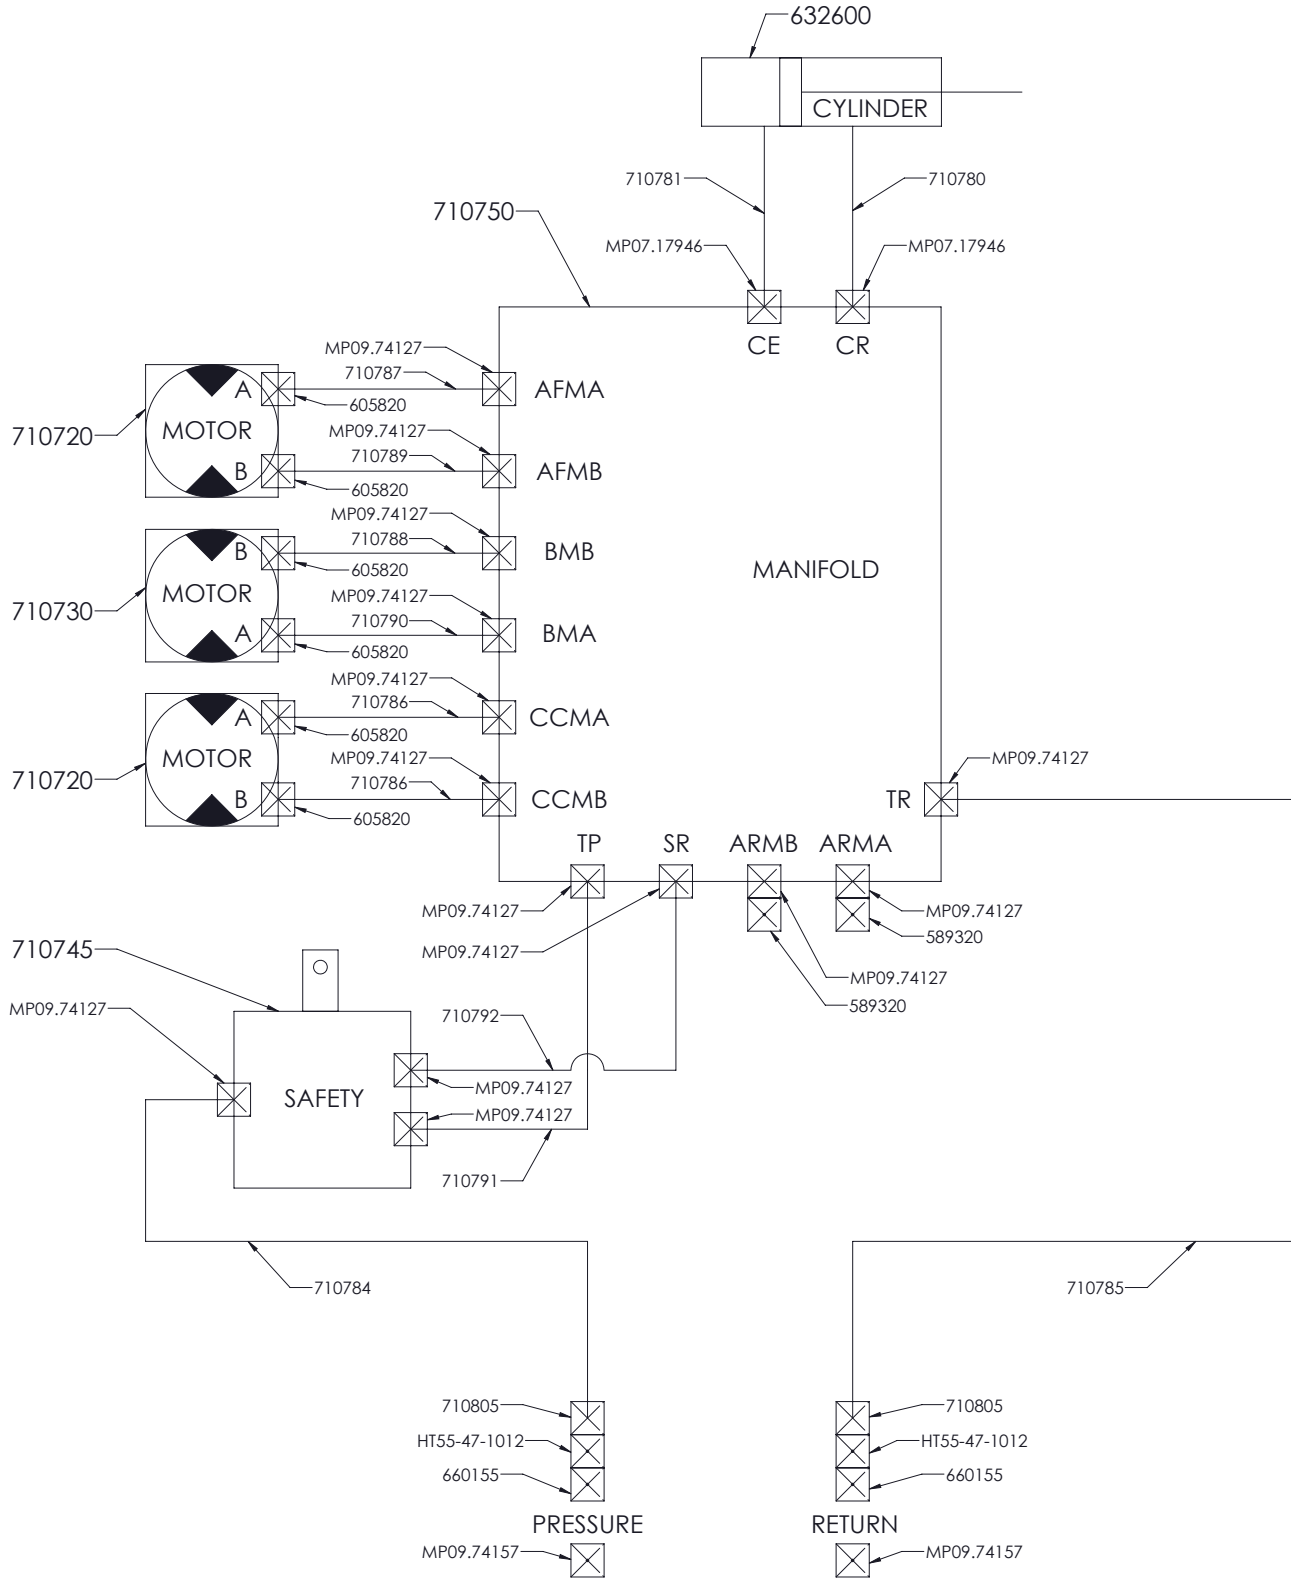 632600
CYLINDER
710781
710780
710750
MP07.17946
MP07.17946
CE
CR
MP09.74127
710787
A
AFMA
605820
MOTOR
710720
MP09.74127
710789
B
AFMB
605820
MP09.74127
710788
B
BMB
605820
MANIFOLD
MOTOR
710730
MP09.74127
710790
A
BMA
605820
MP09.74127
710786
A
CCMA
605820
MOTOR
710720
MP09.74127
710786
B
CCMB
605820
MP09.74127
TR
TP
SR
ARMB
ARMA
MP09.74127
MP09.74127
589320
MP09.74127
MP09.74127
589320
710745
MP09.74127
710792
SAFETY
MP09.74127
MP09.74127
710791
710784
710785
710805
710805
HT55-47-1012
HT55-47-1012
660155
660155
PRESSURE
RETURN
MP09.74157
MP09.74157